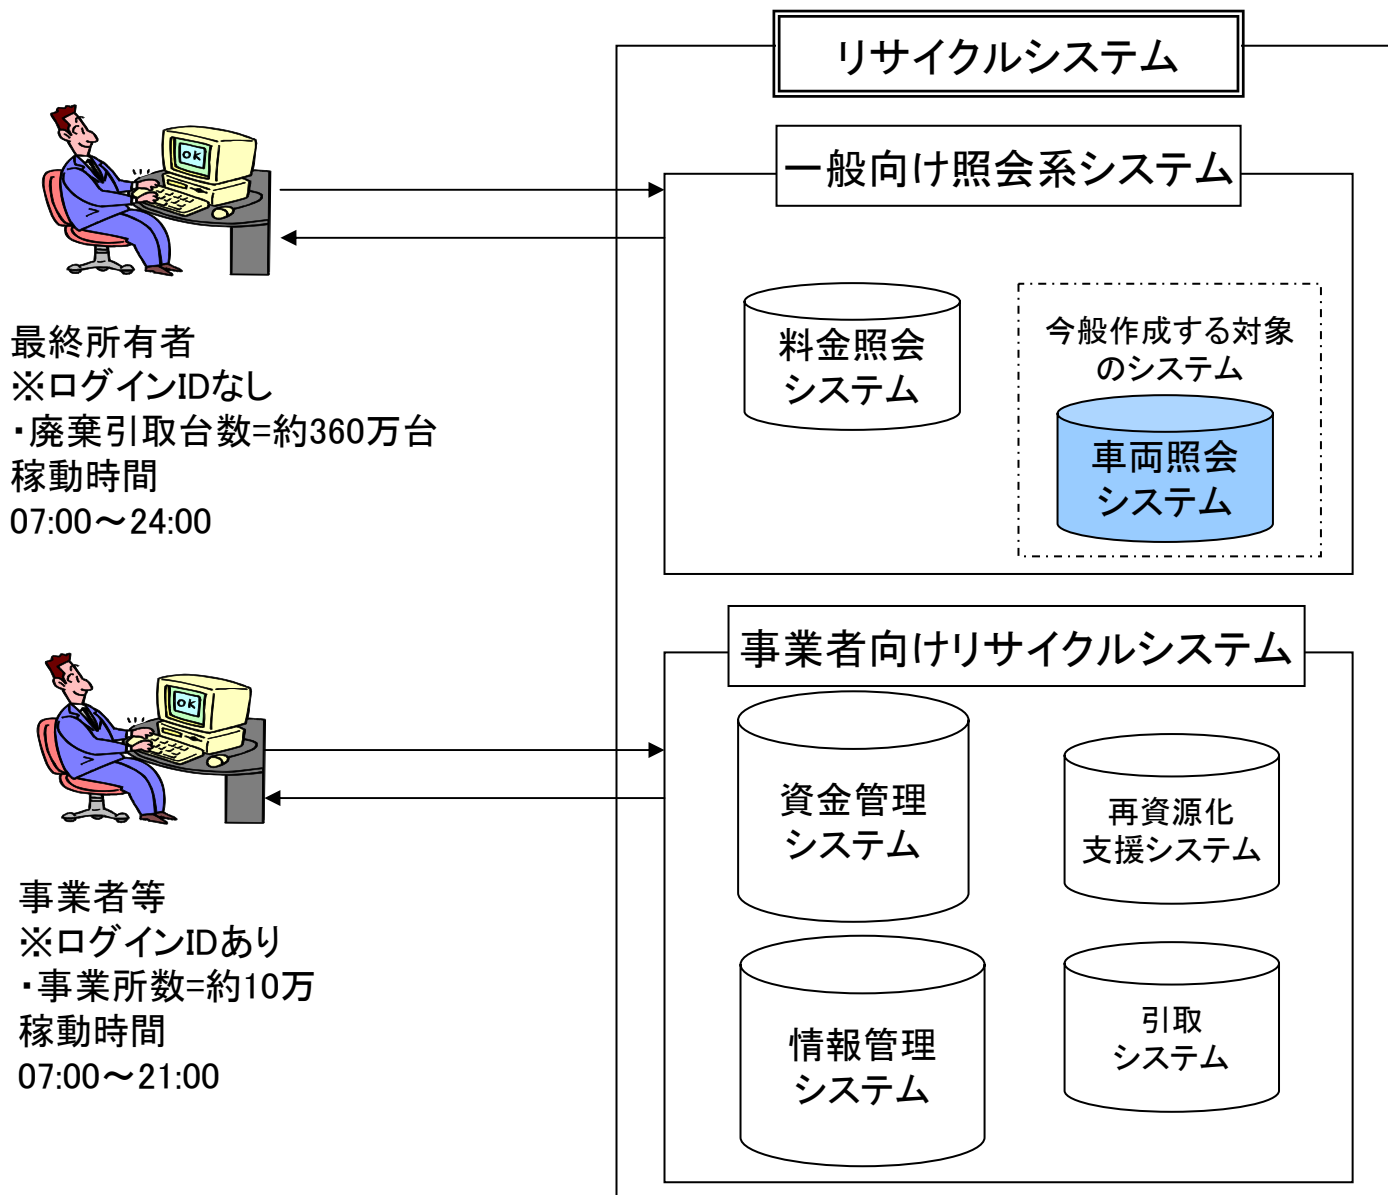 リサイクルシステム
一般向け照会系システム
OK
最終所有者
※ログインIDなし
・廃棄引取台数=約360万台
稼動時間
07:00～24:00
料金照会
システム
今般作成する対象
のシステム
車両照会
システム
事業者向けリサイクルシステム
OK
事業者等
※ログインIDあり
・事業所数=約10万
稼動時間
07:00～21:00
資金管理
システム
再資源化
支援システム
情報管理
システム
引取
システム